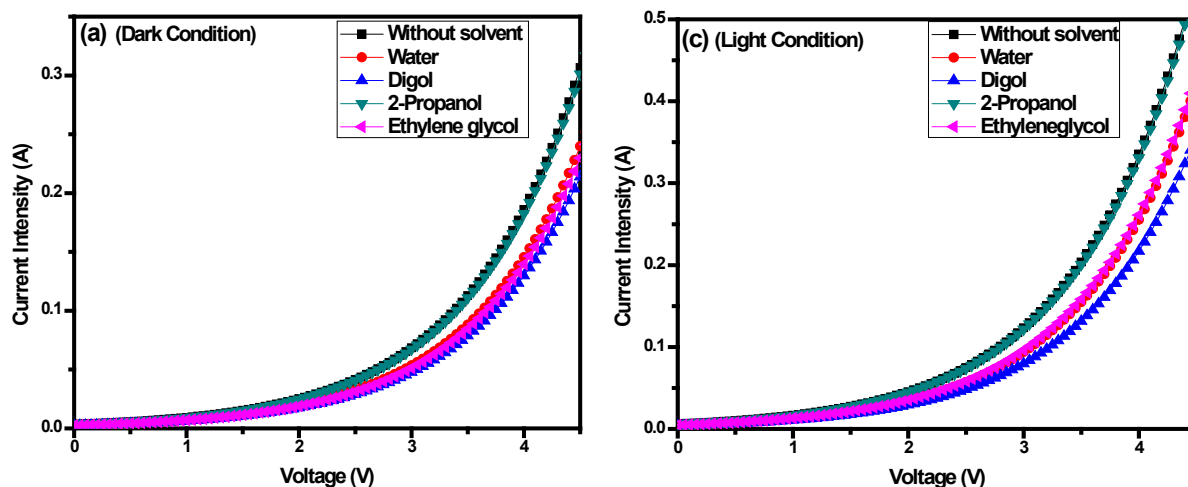 (a) (Dark Condition)
Without solvent
Water
Digol
2-Propanol
Ethylene glycol
Current Intensity (A)
0.3
0.2
0.1
0.0
0 1 2 3 4
Voltage (V)
(c) (Light Condition)
Without solvent
Water
Digol
2-Propanol
Ethyleneglycol
Current Intensity (A)
0.5
0.4
0.3
0.2
0.1
0.0
0 1 2 3 4
Voltage (V)